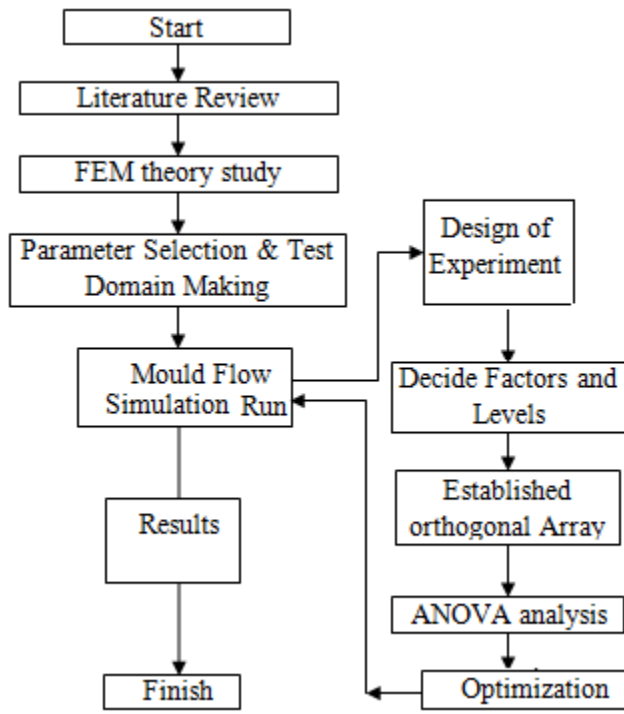 Start
Literature Review
FEM theory study
Parameter Selection & Test
Domain Making
Mould Flow
Simulation Run
Results
Finish
Design of
Experiment
Decide Factors and
Levels
Established
orthogonal Array
ANOVA analysis
Optimization